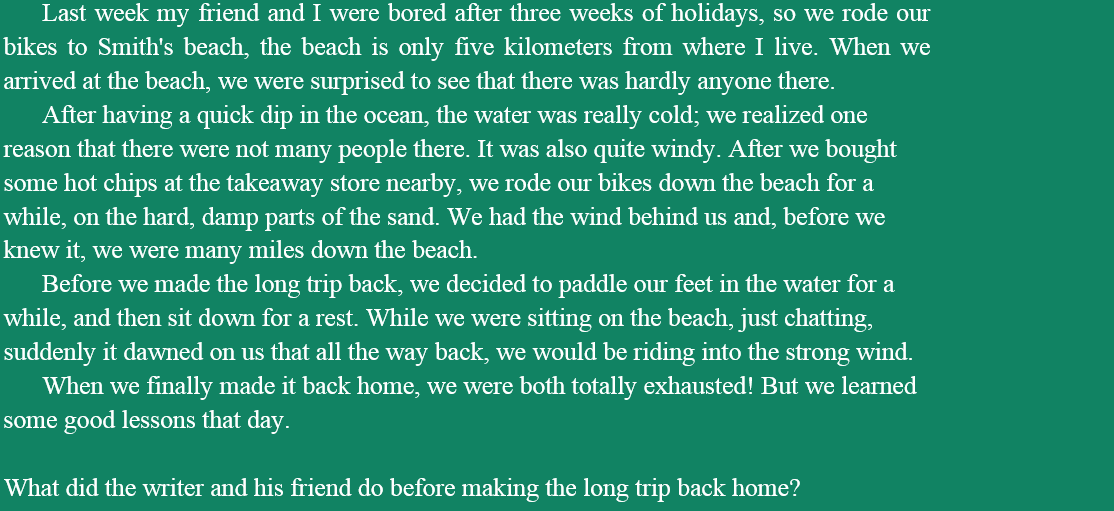 Last week my friend and I were bored after three weeks of holidays, so we rode our
bikes to Smith's beach, the beach is only five kilometers from where I live. When we
arrived at the beach, we were surprised to see that there was hardly anyone there.
After having a quick dip in the ocean, the water was really cold; we realized one
reason that there were not many people there. It was also quite windy. After we bought
some hot chips at the takeaway store nearby, we rode our bikes down the beach for a
while, on the hard, damp parts of the sand. We had the wind behind us and, before we
knew it, we were many miles down the beach.
Before we made the long trip back, we decided to paddle our feet in the water for a
while, and then sit down for a rest. While we were sitting on the beach, just chatting,
suddenly it dawned on us that all the way back, we would be riding into the strong wind.
When we finally made it back home, we were both totally exhausted! But we learned
some good lessons that day.
What did the writer and his friend do before making the long trip back home?